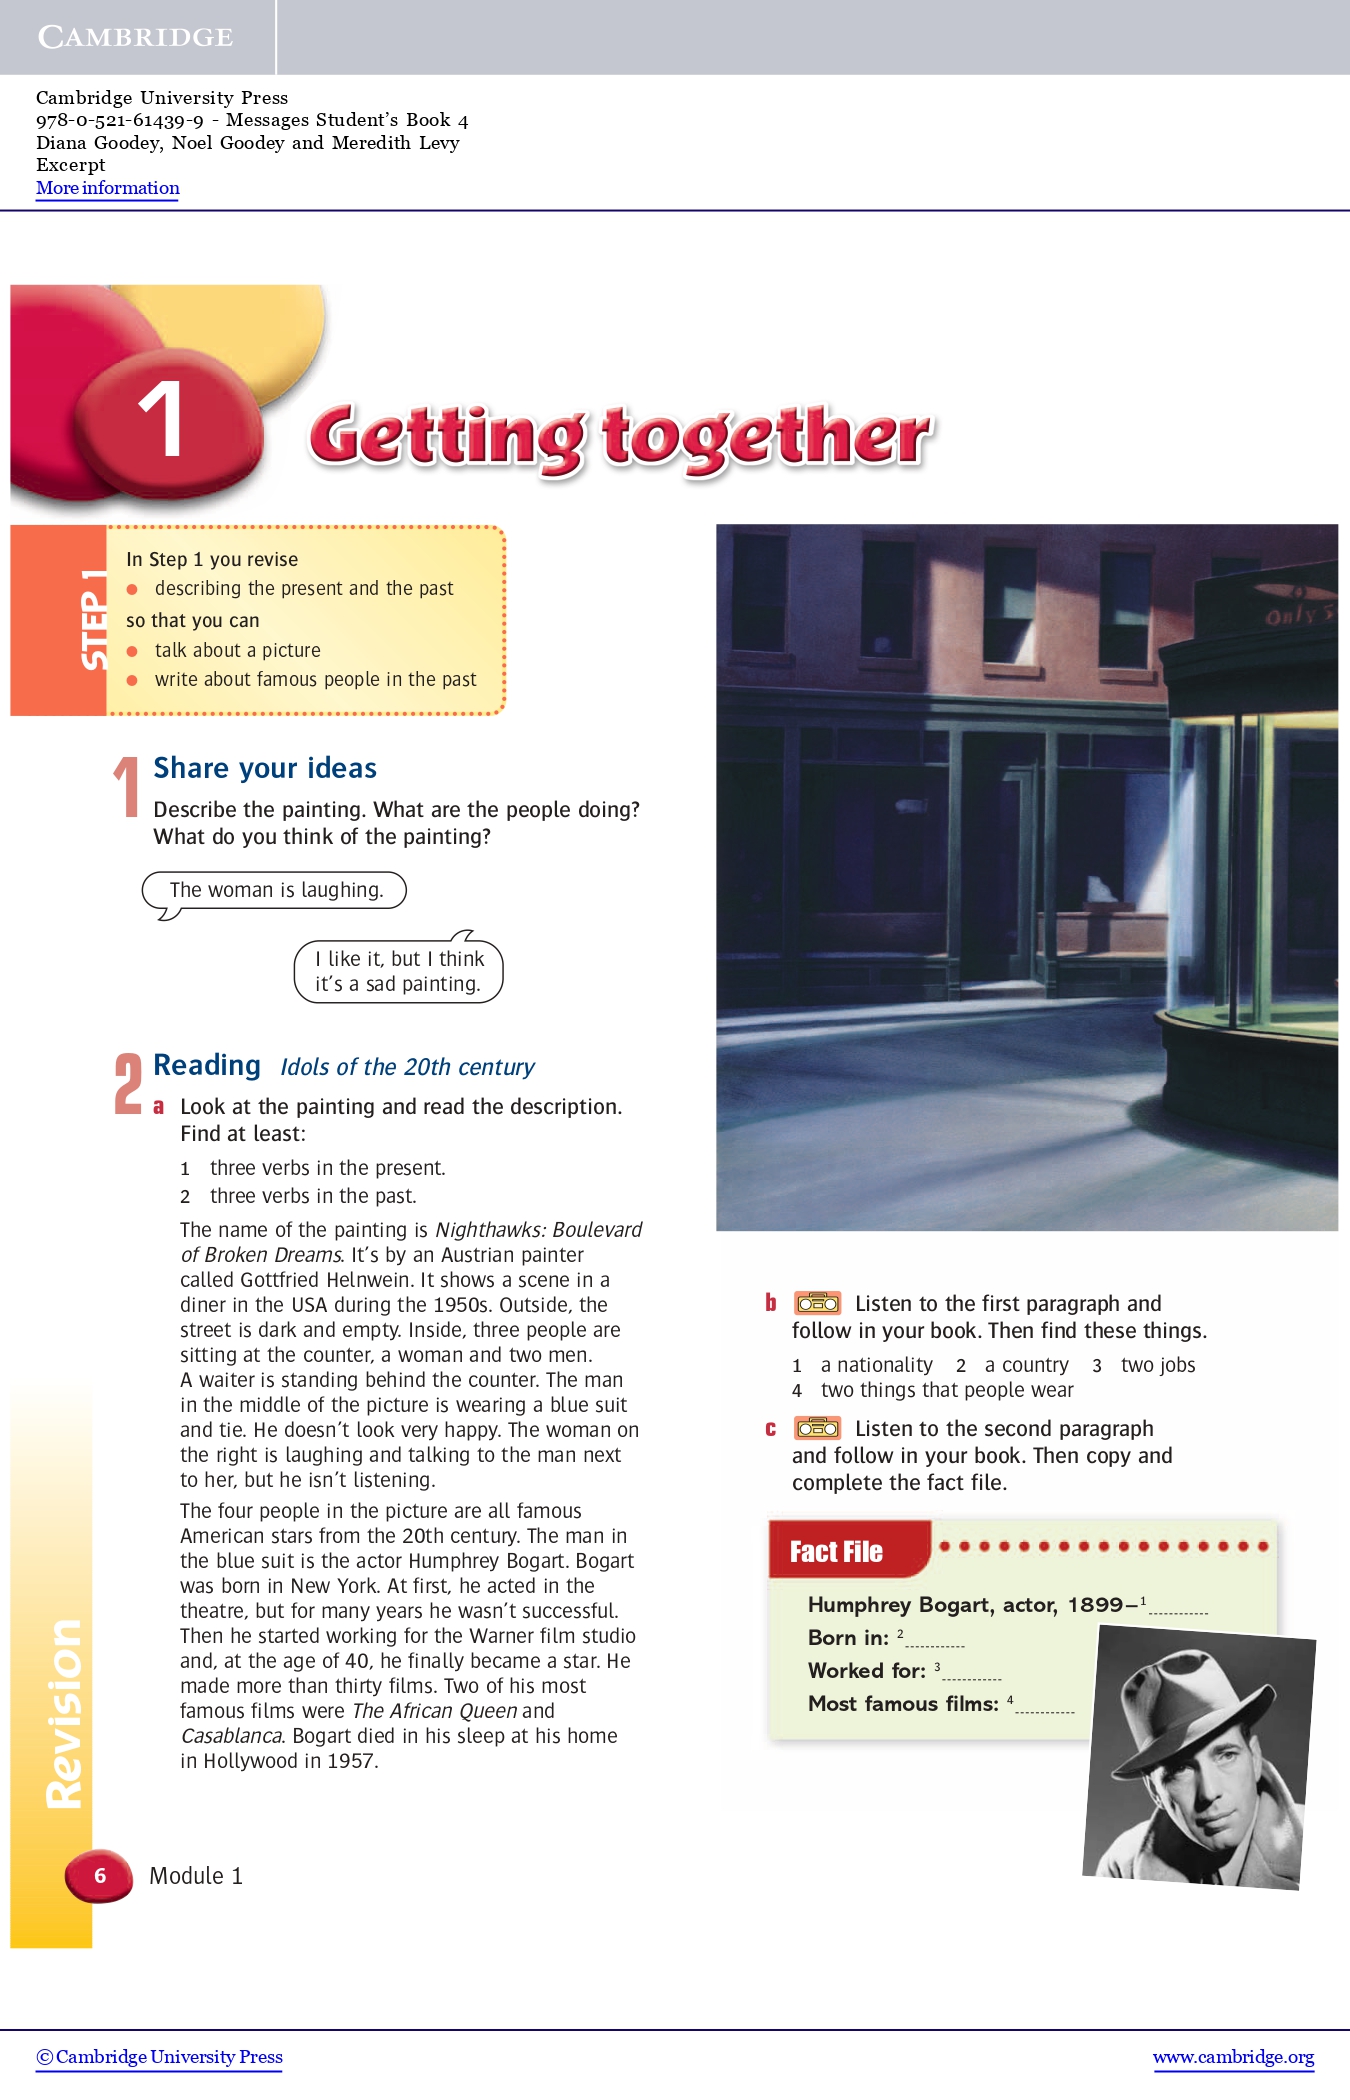 CAMBRIDGE
Cambridge University Press
978-0-521-61439-9 - Messages Student's Book 4
Diana Goodey, Noel Goodey and Meredith Levy
Excerpt
More information
1
Getting together
STEP 1
In Step 1 you revise
● describing the present and the past
so that you can
● talk about a picture
● write about famous people in the past
1 Share your ideas
Describe the painting. What are the people doing?
What do you think of the painting?
The woman is laughing.
I like it, but I think
it's a sad painting.
2 Reading Idols of the 20th century
a Look at the painting and read the description.
Find at least:
1 three verbs in the present.
2 three verbs in the past.
The name of the painting is Nighthawks: Boulevard
of Broken Dreams. It's by an Austrian painter
called Gottfried Helnwein. It shows a scene in a
diner in the USA during the 1950s. Outside, the
street is dark and empty. Inside, three people are
sitting at the counter, a woman and two men.
A waiter is standing behind the counter. The man
in the middle of the picture is wearing a blue suit
and tie. He doesn't look very happy. The woman on
the right is laughing and talking to the man next
to her, but he isn't listening.
The four people in the picture are all famous
American stars from the 20th century. The man in
the blue suit is the actor Humphrey Bogart. Bogart
was born in New York. At first, he acted in the
theatre, but for many years he wasn't successful.
Then he started working for the Warner film studio
and, at the age of 40, he finally became a star. He
made more than thirty films. Two of his most
famous films were The African Queen and
Casablanca. Bogart died in his sleep at his home
in Hollywood in 1957.
Only 5
b Listen to the first paragraph and
follow in your book. Then find these things.
1 a nationality 2 a country 3 two jobs
4 two things that people wear
c Listen to the second paragraph
and follow in your book. Then copy and
complete the fact file.
Fact File
Humphrey Bogart, actor, 1899–1............
Born in: 2............
Worked for: 3............
Most famous films: 4............
Revision
6 Module 1
© Cambridge University Press
www.cambridge.org